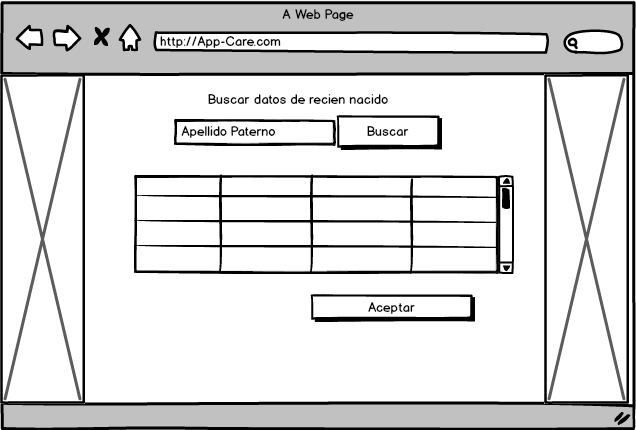 A Web Page
http://App-Care.com
Buscar datos de recien nacido
Apellido Paterno
Buscar
Aceptar